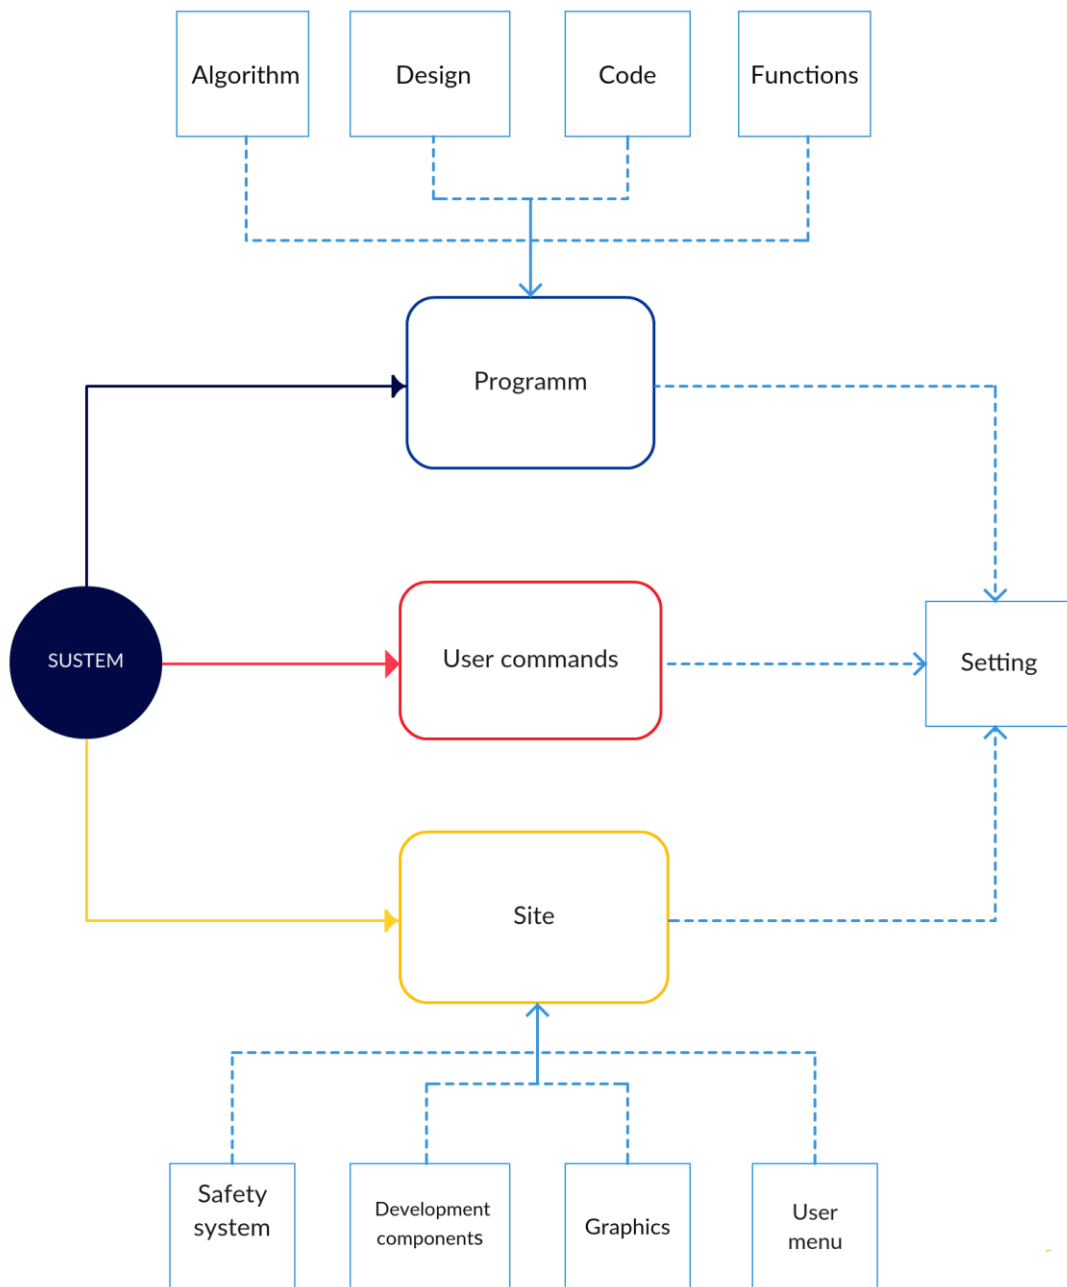 Algorithm
Design
Code
Functions
Programm
SUSTEM
User commands
Setting
Site
Safety
system
Development
components
Graphics
User
menu